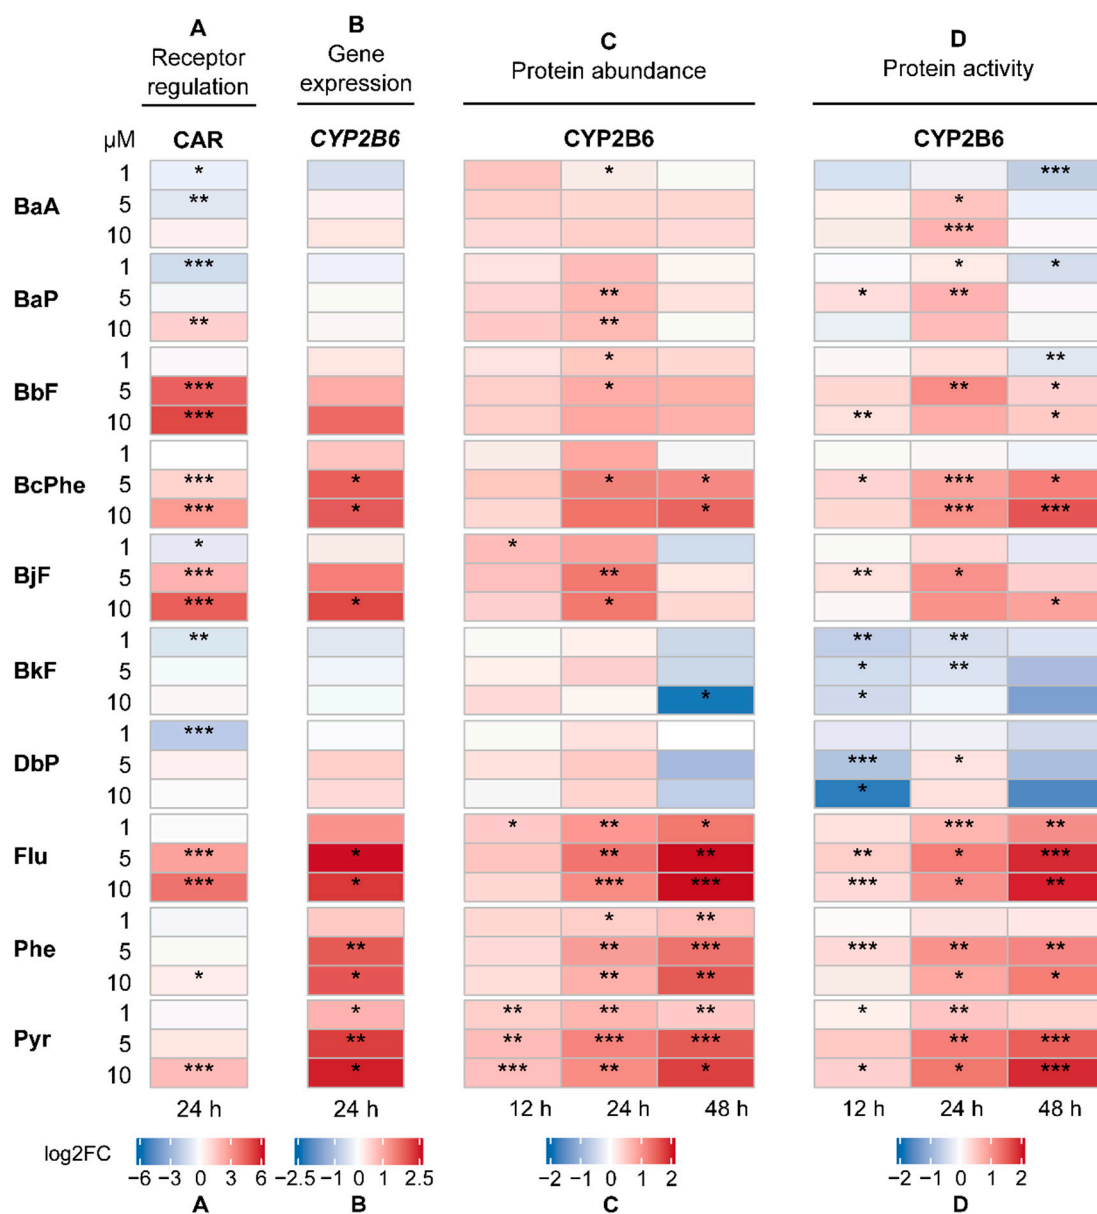 A B C D
Receptor regulation Gene expression Protein abundance Protein activity
µM CAR CYP2B6 CYP2B6 CYP2B6
BaA
1 * * ***
5 ** *
10 ***
BaP
1 *** * *
5 ** * **
10 ** **
BbF
1 * **
5 *** * ** *
10 *** ** *
BcPhe
1
5 *** * * * * *** *
10 *** * * *** ***
BjF
1 * *
5 *** ** ** *
10 *** * * *
BkF
1 ** ** **
5 * **
10 * *
DbP
1 ***
5 *** *
10 *
Flu
1 * ** * *** **
5 *** * ** ** ** * ***
10 *** * *** *** *** * **
Phe
1 * **
5 ** ** *** *** ** **
10 * * ** ** * *
Pyr
1 * ** ** ** * **
5 ** ** *** *** ** ***
10 *** * *** ** * * * ***
24 h 24 h 12 h 24 h 48 h 12 h 24 h 48 h
log2FC
−6 −3 0 3 6 −2.5 −1 0 1 2.5 −2 −1 0 1 2 −2 −1 0 1 2
A B C D